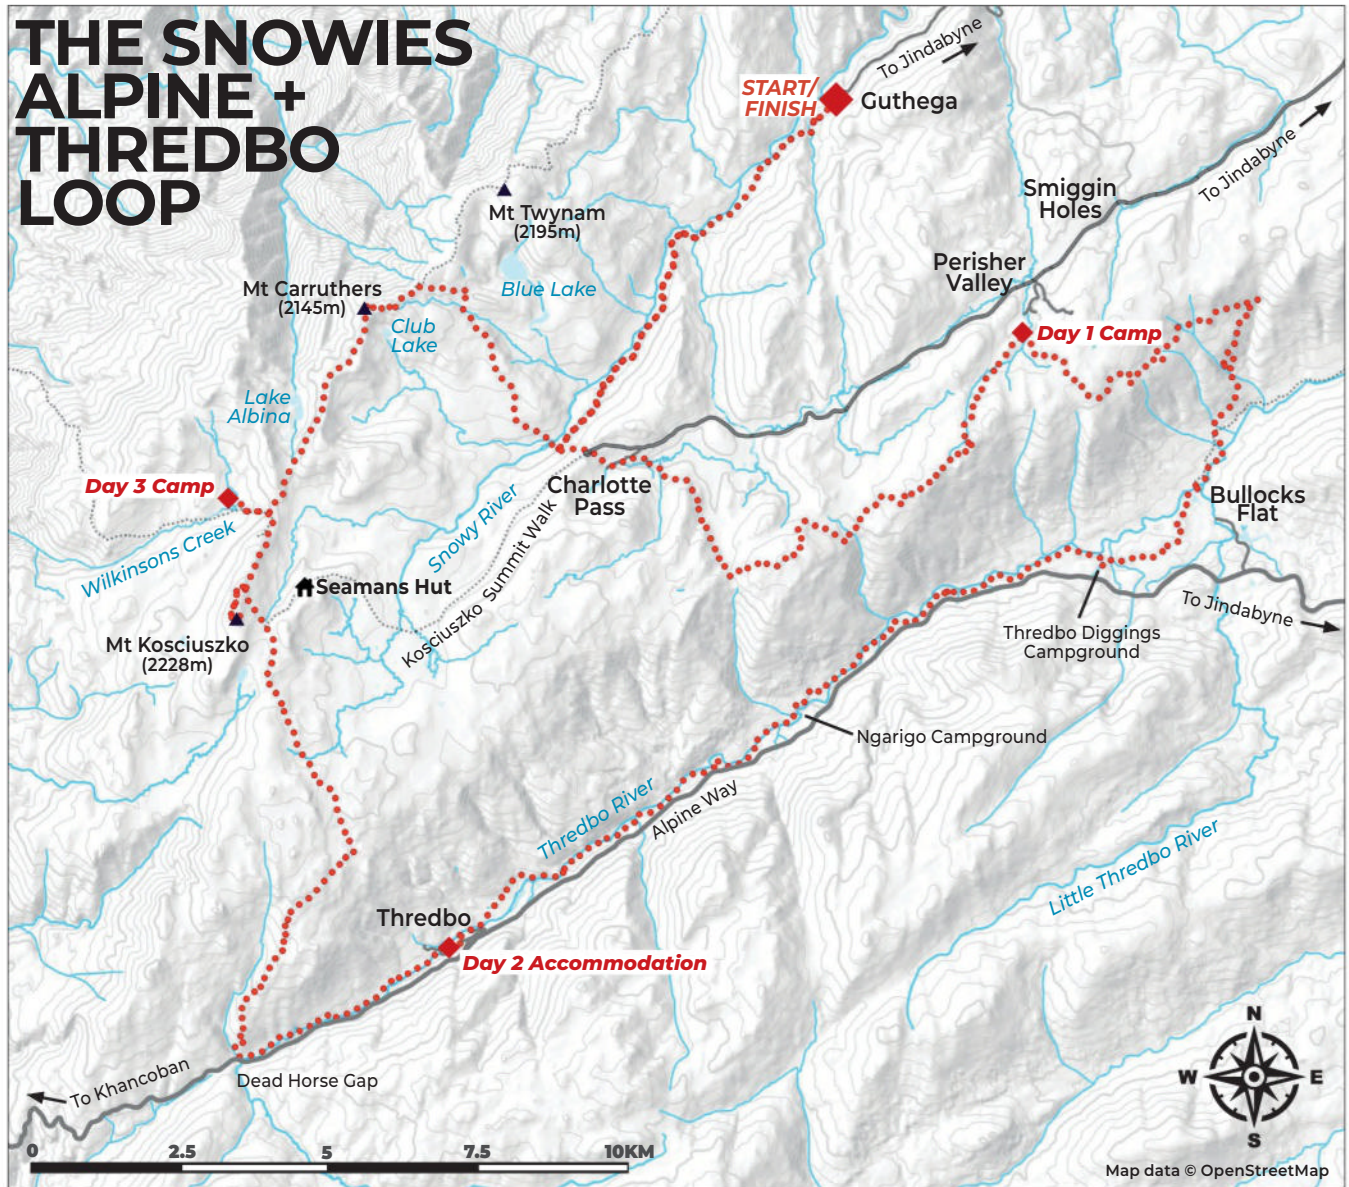 THE SNOWIES
ALPINE +
THREDBO
LOOP
To Jindabyne
START/
FINISH
Guthega
To Jindabyne
Smiggin
Holes
Mt Twynam
(2195m)
Perisher
Valley
Blue Lake
Mt Carruthers
(2145m)
Club
Lake
Day 1 Camp
Lake
Albina
Day 3 Camp
Charlotte
Pass
Bullocks
Flat
Snowy River
Wilkinsons Creek
Kosciuszko Summit Walk
Seamans Hut
To Jindabyne
Mt Kosciuszko
(2228m)
Thredbo Diggings
Campground
Ngarigo Campground
Thredbo River
Alpine Way
Little Thredbo River
Thredbo
Day 2 Accommodation
N
W
E
S
To Khancoban
Dead Horse Gap
0 2.5 5 7.5 10KM
Map data © OpenStreetMap